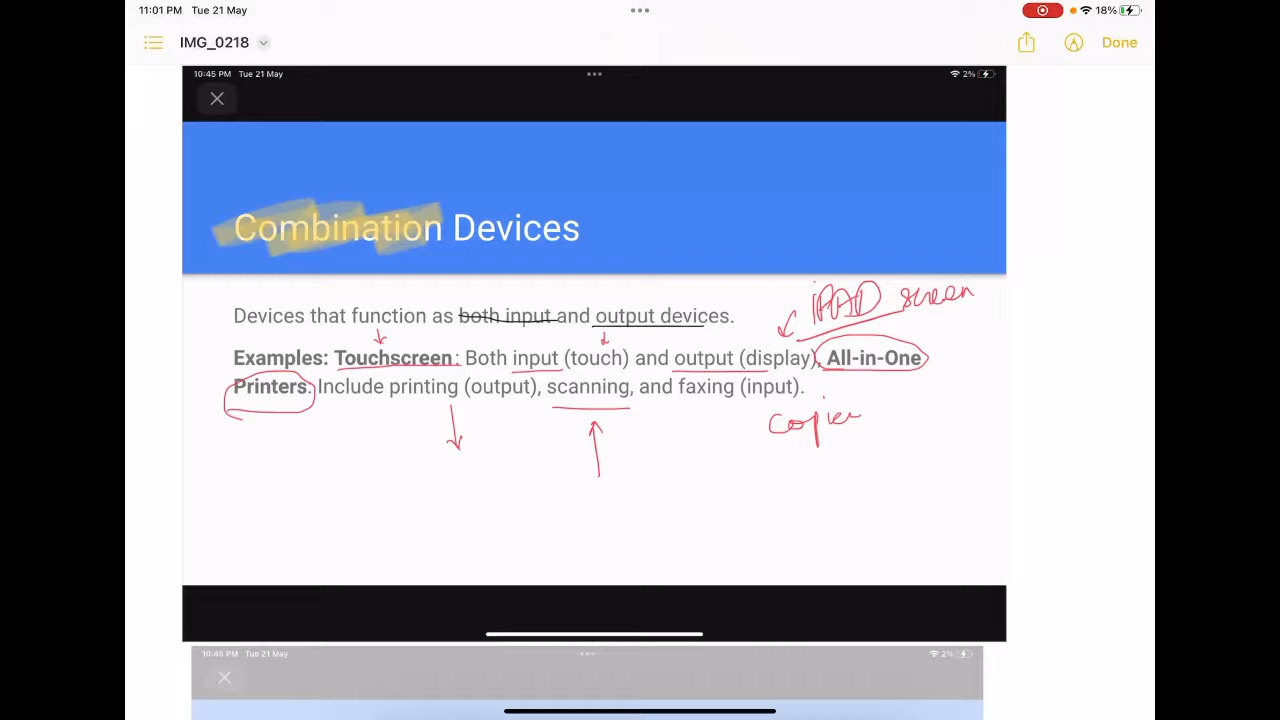 11:01 PM Tue 21 May
18%
IMG_0218
Done
10:45 PM Tue 21 May
2%
Combination Devices
iPAD screen
Devices that function as both input and output devices.
Examples: Touchscreen: Both input (touch) and output (display), All-in-One
Printers: Include printing (output), scanning, and faxing (input).
copier
10:45 PM Tue 21 May
2%